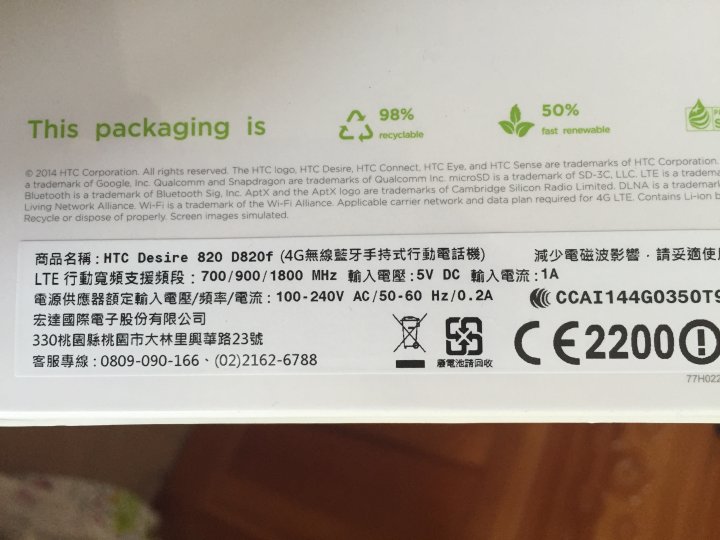 This packaging is
98%
recyclable
50%
fast renewable
© 2014 HTC Corporation. All rights reserved. The HTC logo, HTC Desire, HTC Connect, HTC Eye, and HTC Sense are trademarks of HTC Corporation.
a trademark of Google, Inc. Qualcomm and Snapdragon are trademarks of Qualcomm Inc. microSD is a trademark of SD-3C, LLC. LTE is a
Bluetooth is a trademark of Bluetooth Sig, Inc. AptX and the AptX logo are trademarks of Cambridge Silicon Radio Limited. DLNA is a
Living Network Alliance. Wi-Fi is a trademark of the Wi-Fi Alliance. Applicable carrier network and data plan required for 4G LTE. Contains Li-ion
Recycle or dispose of properly. Screen images simulated.
商品名稱：HTC Desire 820 D820f (4G無線藍牙手持式行動電話機) 減少電磁波影響，請妥適使用
LTE 行動寬頻支援頻段：700/900/1800 MHz 輸入電壓：5V DC 輸入電流：1A
電源供應器額定輸入電壓/頻率/電流：100-240V AC/50-60 Hz/0.2A
CCAI144G0350T
宏達國際電子股份有限公司
330桃園縣桃園市大林里興華路23號
客服專線：0809-090-166、(02)2162-6788
廢電池請回收
CE2200
77H022